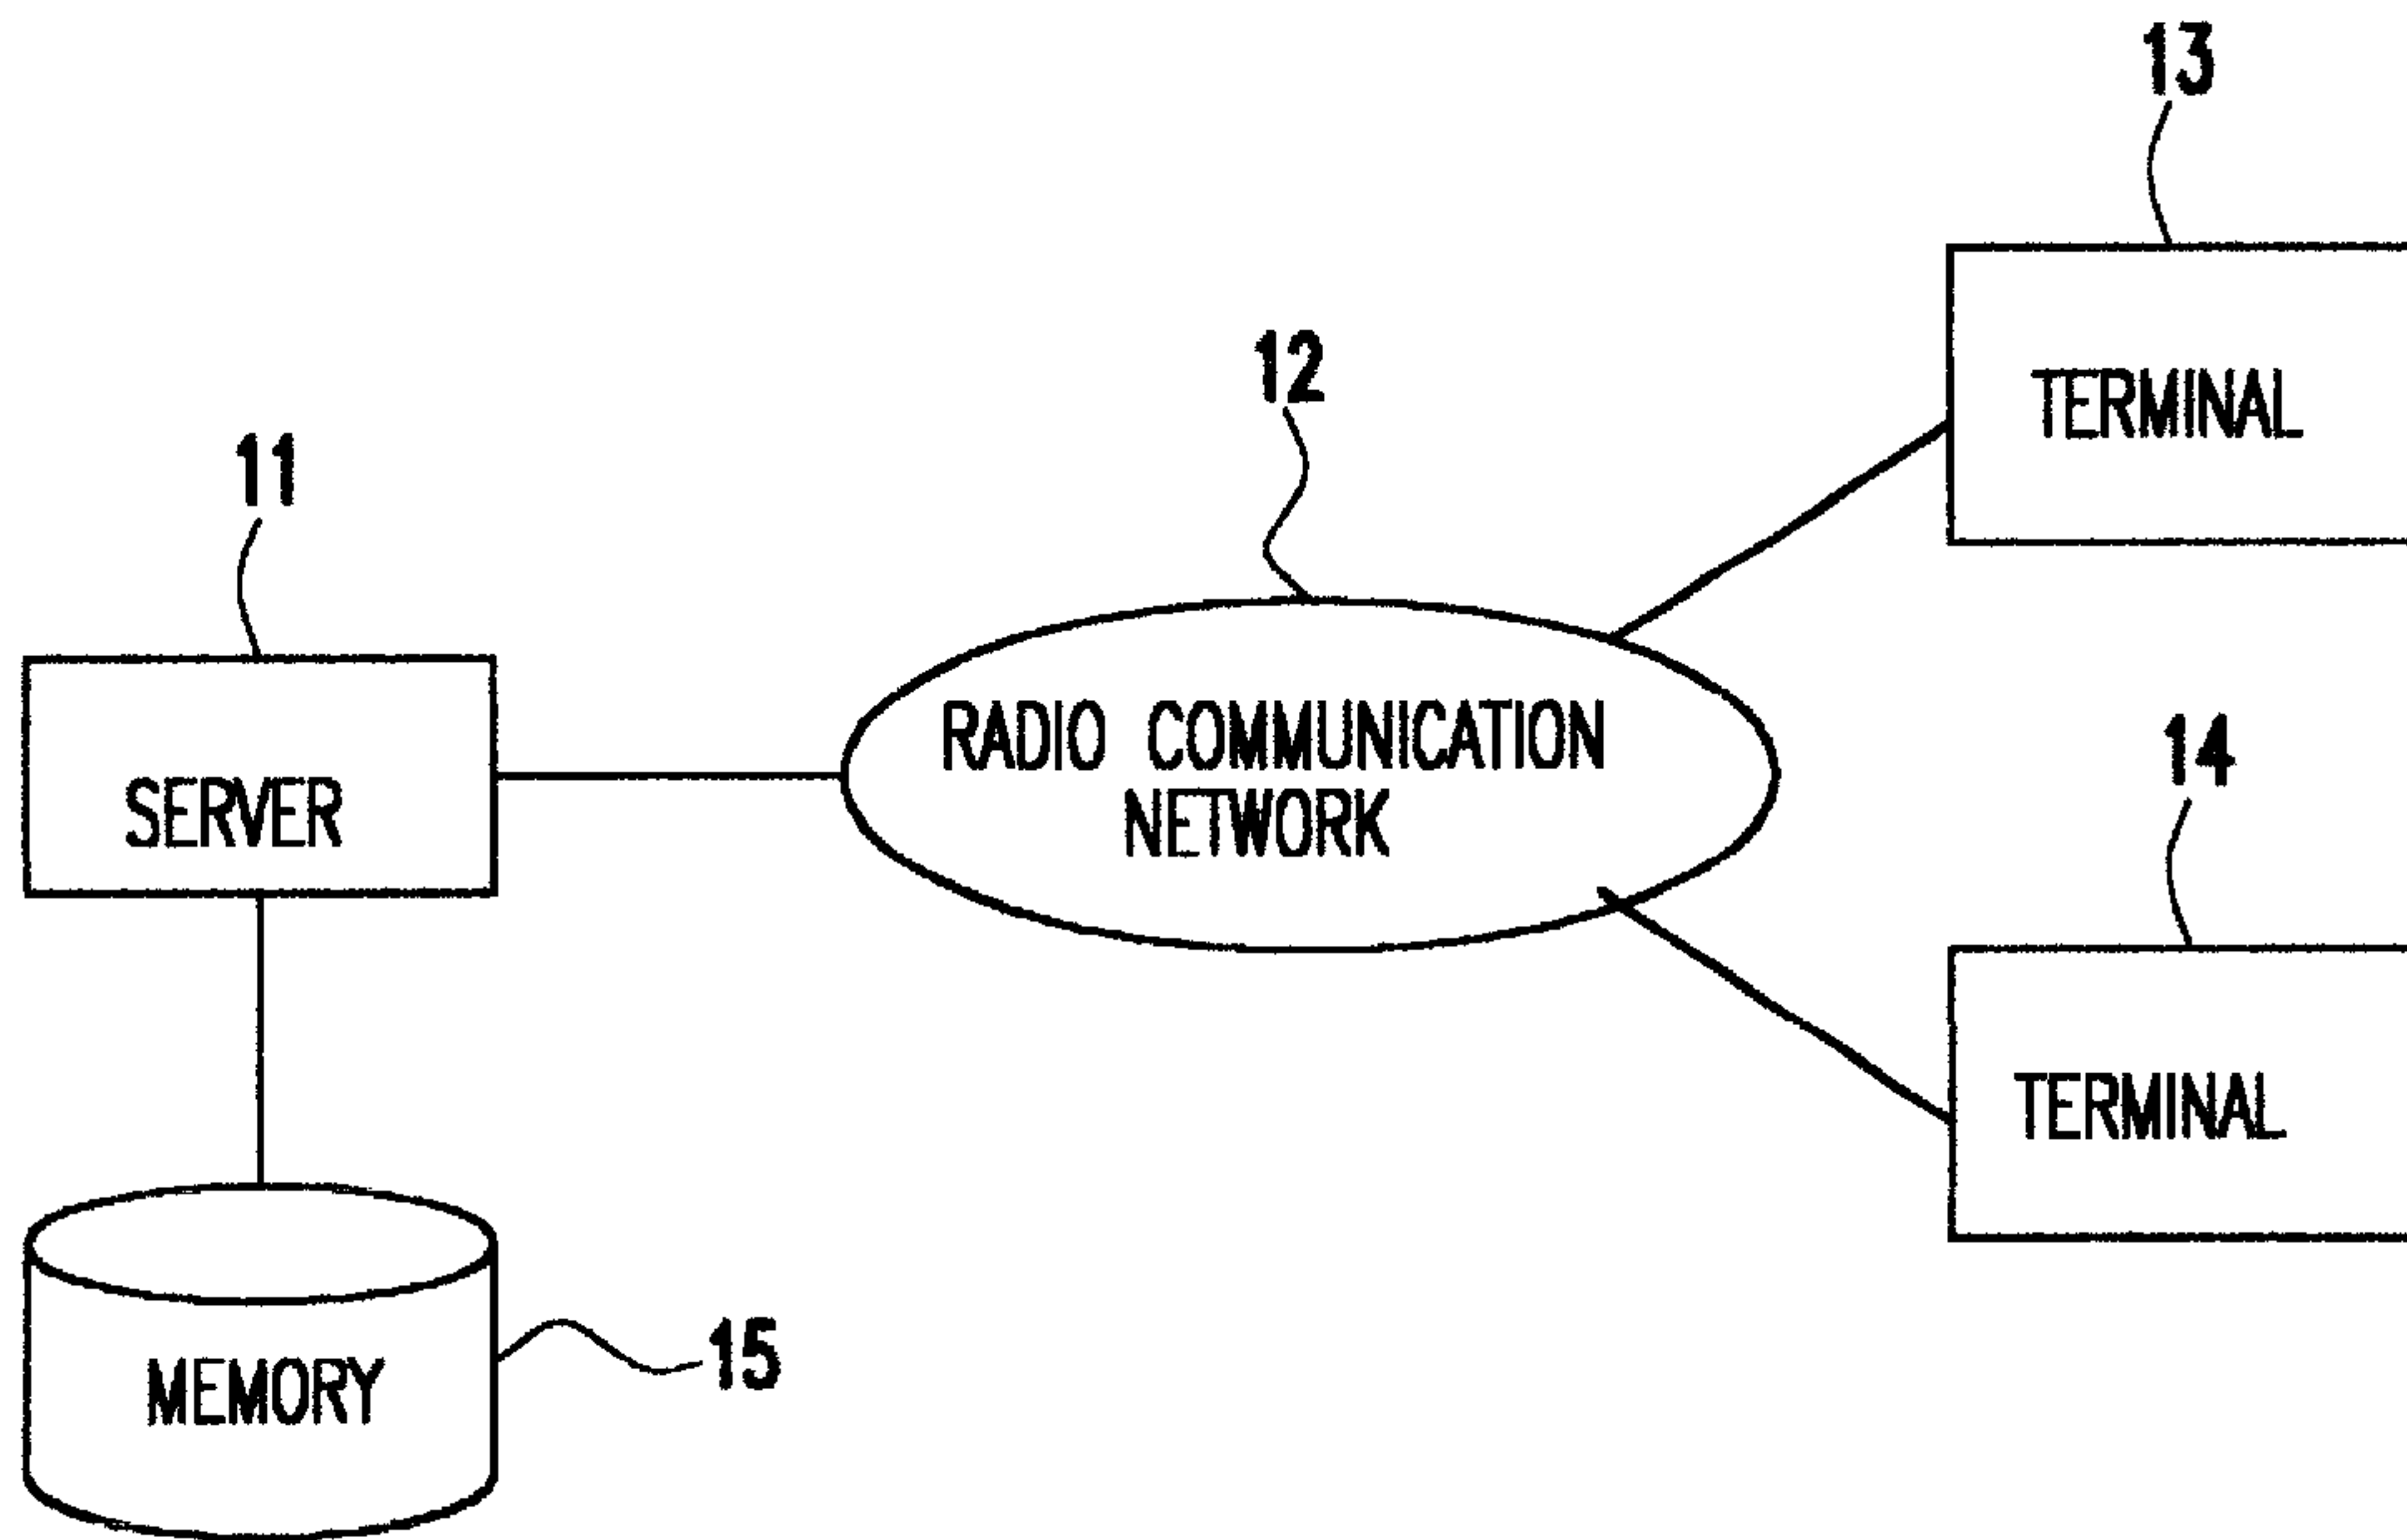 13
TERMINAL
12
11
RADIO COMMUNICATION
NETWORK
SERVER
14
TERMINAL
15
MEMORY